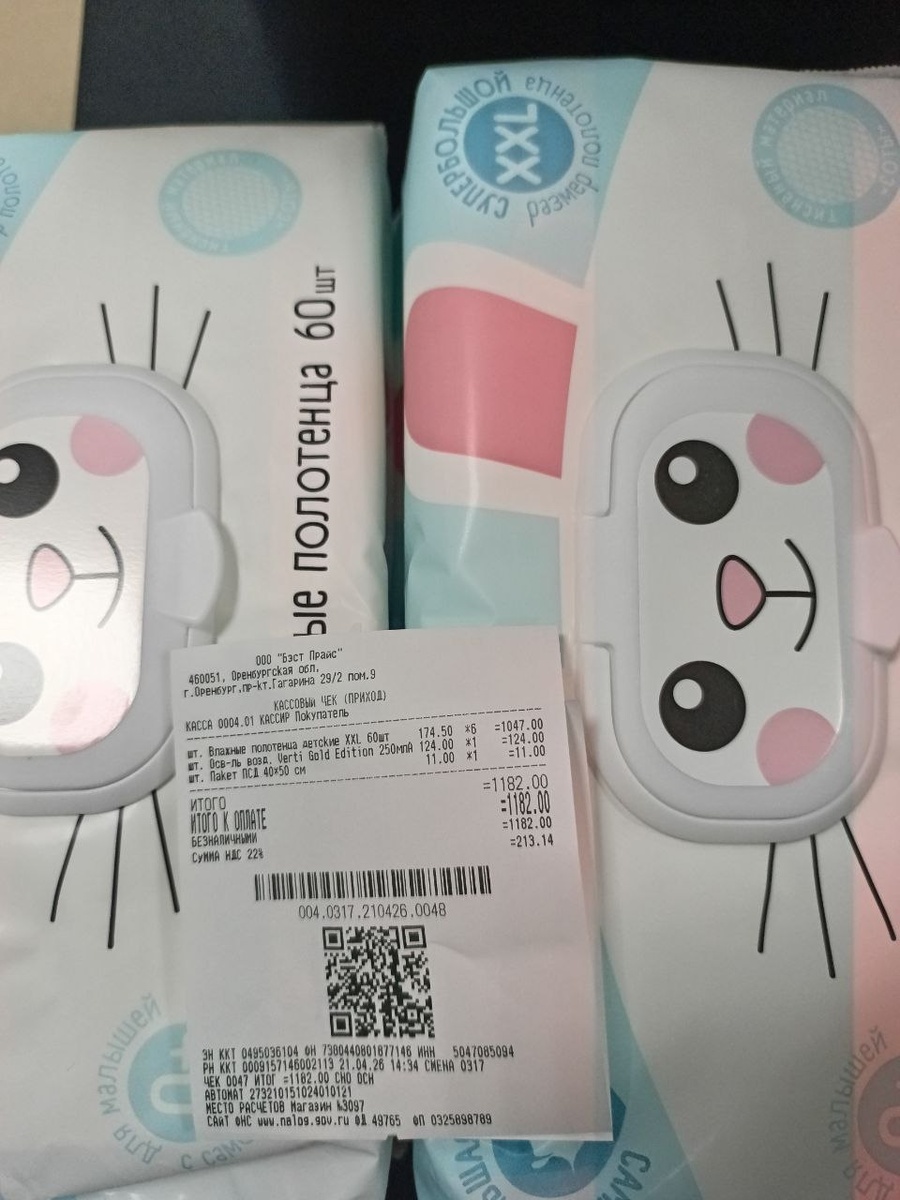 СУПЕРБОЛЬШОЙ
размер полотенца
XXL
материал
тисненый материал
ые полотенца 60шт
ООО "Бэст Прайс"
460051, Оренбургская обл,
г.Оренбург,пр-кт.Гагарина 29/2 пом.9
КАССОВЫЙ ЧЕК (ПРИХОД)
КАССА 0004.01 КАССИР Покупатель
шт. Влажные полотенца детские XXL 60шт 174.50 *6 =1047.00
шт. Осв-ль возд. Verti Gold Edition 250млА 124.00 *1 =124.00
шт. Пакет ПСД 40*50 см 11.00 *1 =11.00
ИТОГО =1182.00
ИТОГО К ОПЛАТЕ =1182.00
БЕЗНАЛИЧНЫМИ =1182.00
Сумма НДС 22% =213.14
004.0317.210426.0048
ЗН ККТ 0495036104 ФН 7380440801877146 ИНН 5047085094
РН ККТ 0009157146002113 21.04.26 14:34 СМЕНА 0317
ЧЕК 0047 ИТОГ =1182.00 СНО ОСН
АВТОМАТ 273210151024010121
МЕСТО РАСЧЕТОВ Магазин №3097
САЙТ ФНС www.nalog.gov.ru ФД 49765 ФП 0325898789
для малышей
с сам
малышей